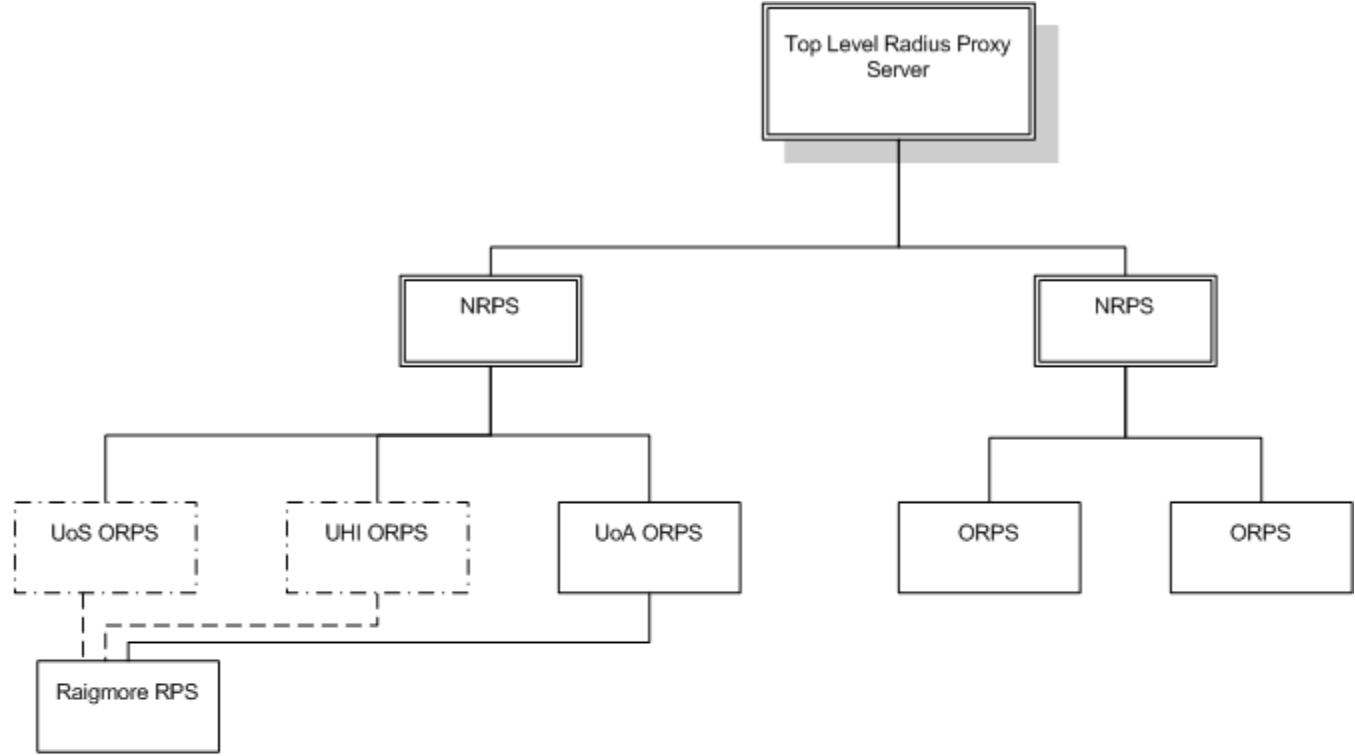 Top Level Radius Proxy
Server
NRPS
NRPS
UoS ORPS
UHI ORPS
UoA ORPS
ORPS
ORPS
Raigmore RPS